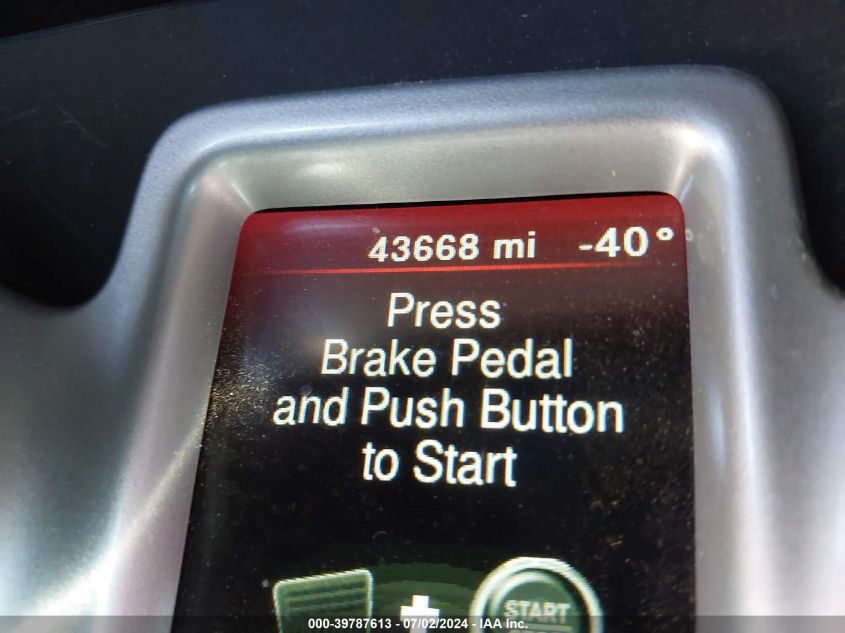 43668 mi -40°
Press
Brake Pedal
and Push Button
to Start
+
START
000-39787613 - 07/02/2024 - IAA Inc.